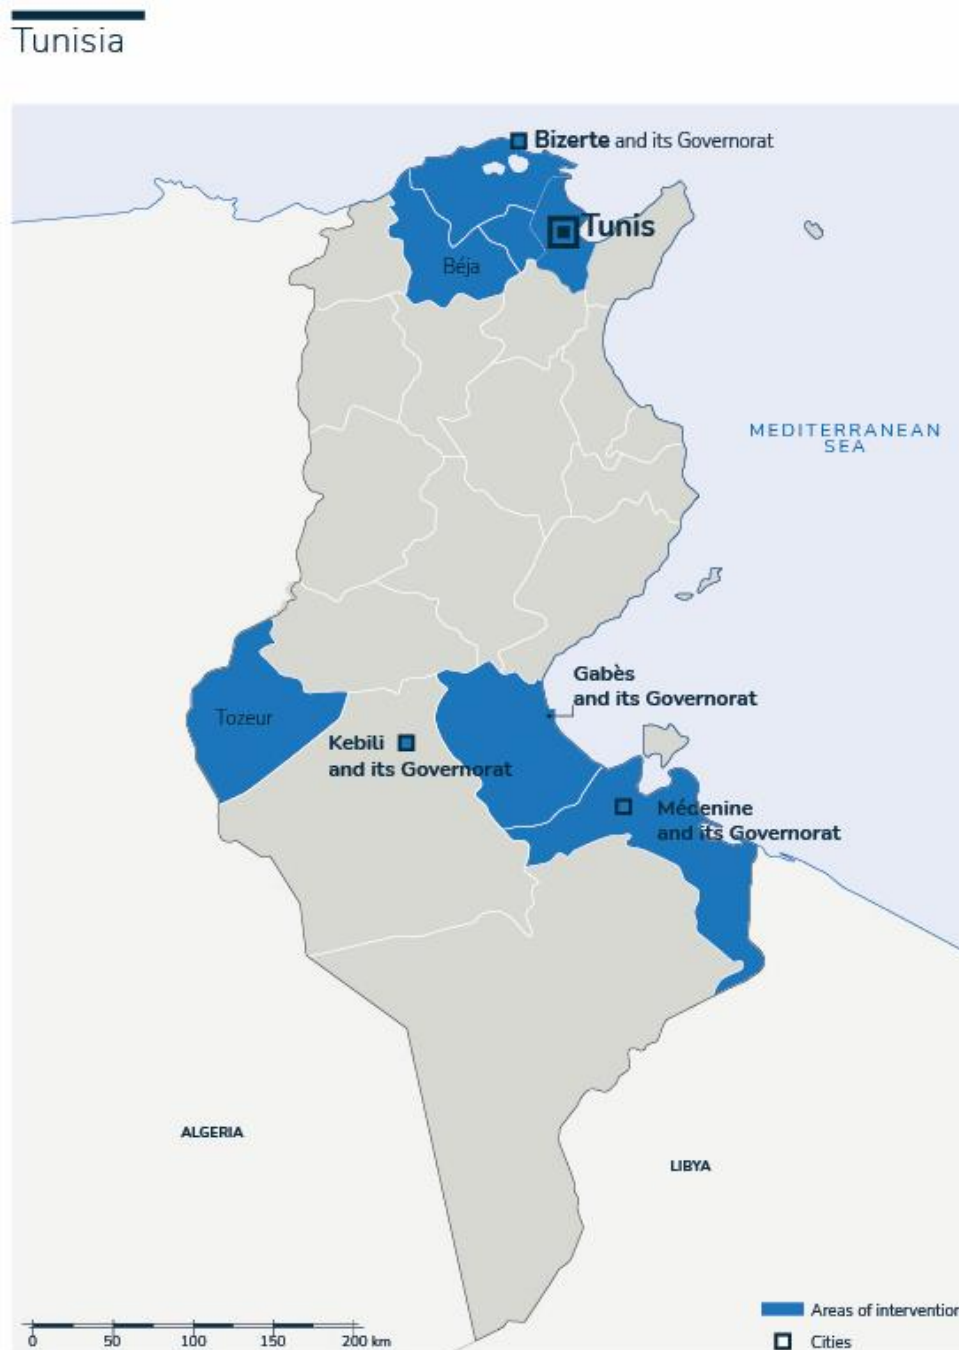 Tunisia
Bizerte and its Governorat
Tunis
Béja
MEDITERRANEAN
SEA
Gabès
and its Governorat
Tozeur
Kebili
and its Governorat
Médenine
and its Governorat
ALGERIA
LIBYA
Areas of intervention
0 50 100 150 200 km
Cities